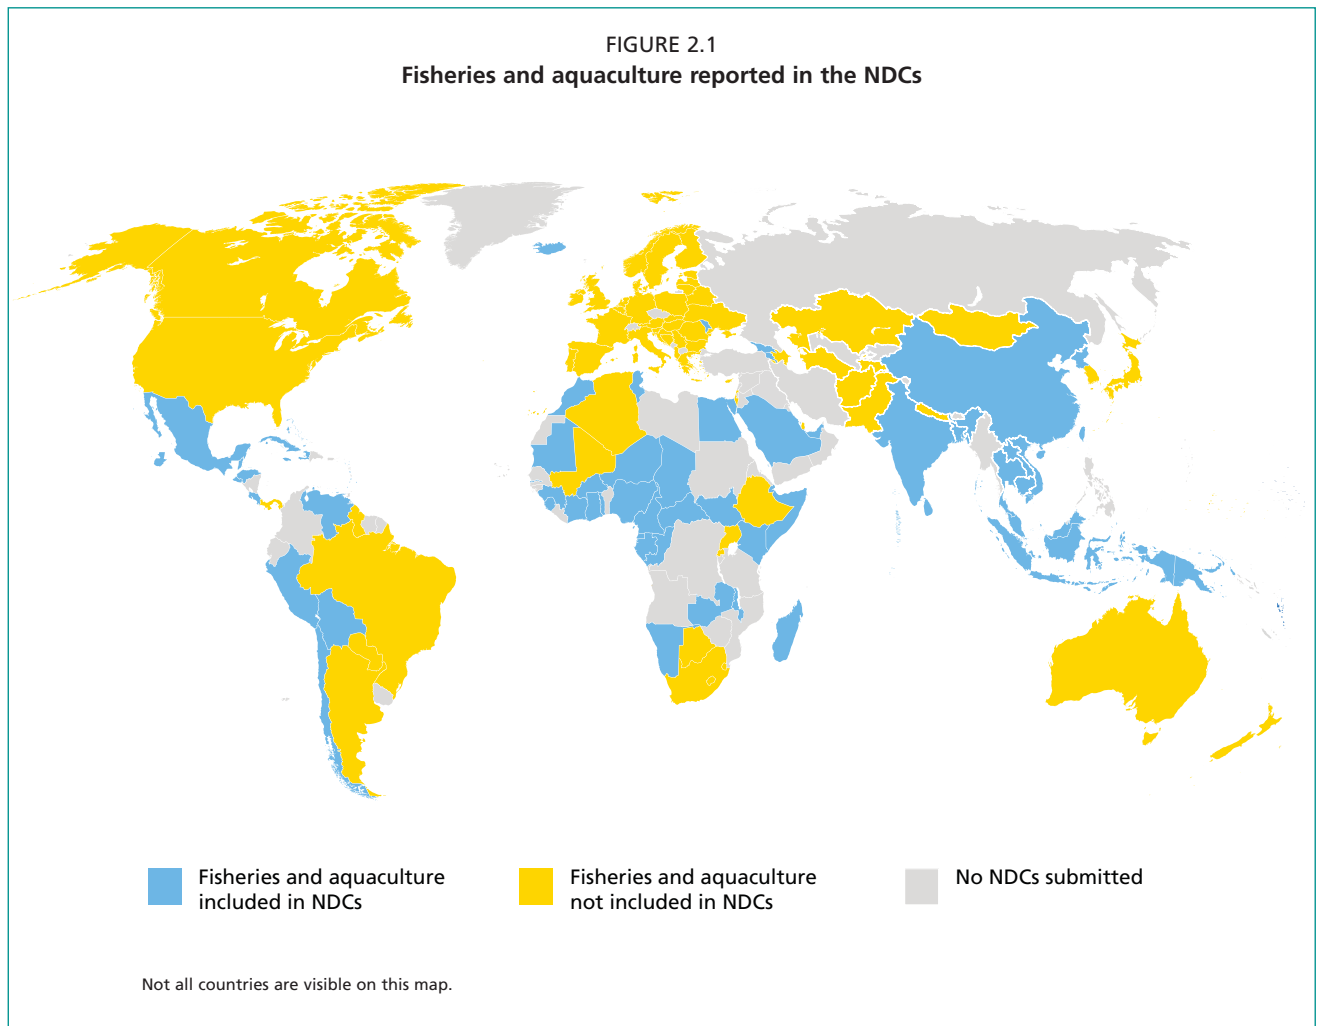 FIGURE 2.1
Fisheries and aquaculture reported in the NDCs
Fisheries and aquaculture
included in NDCs
Fisheries and aquaculture
not included in NDCs
No NDCs submitted
Not all countries are visible on this map.